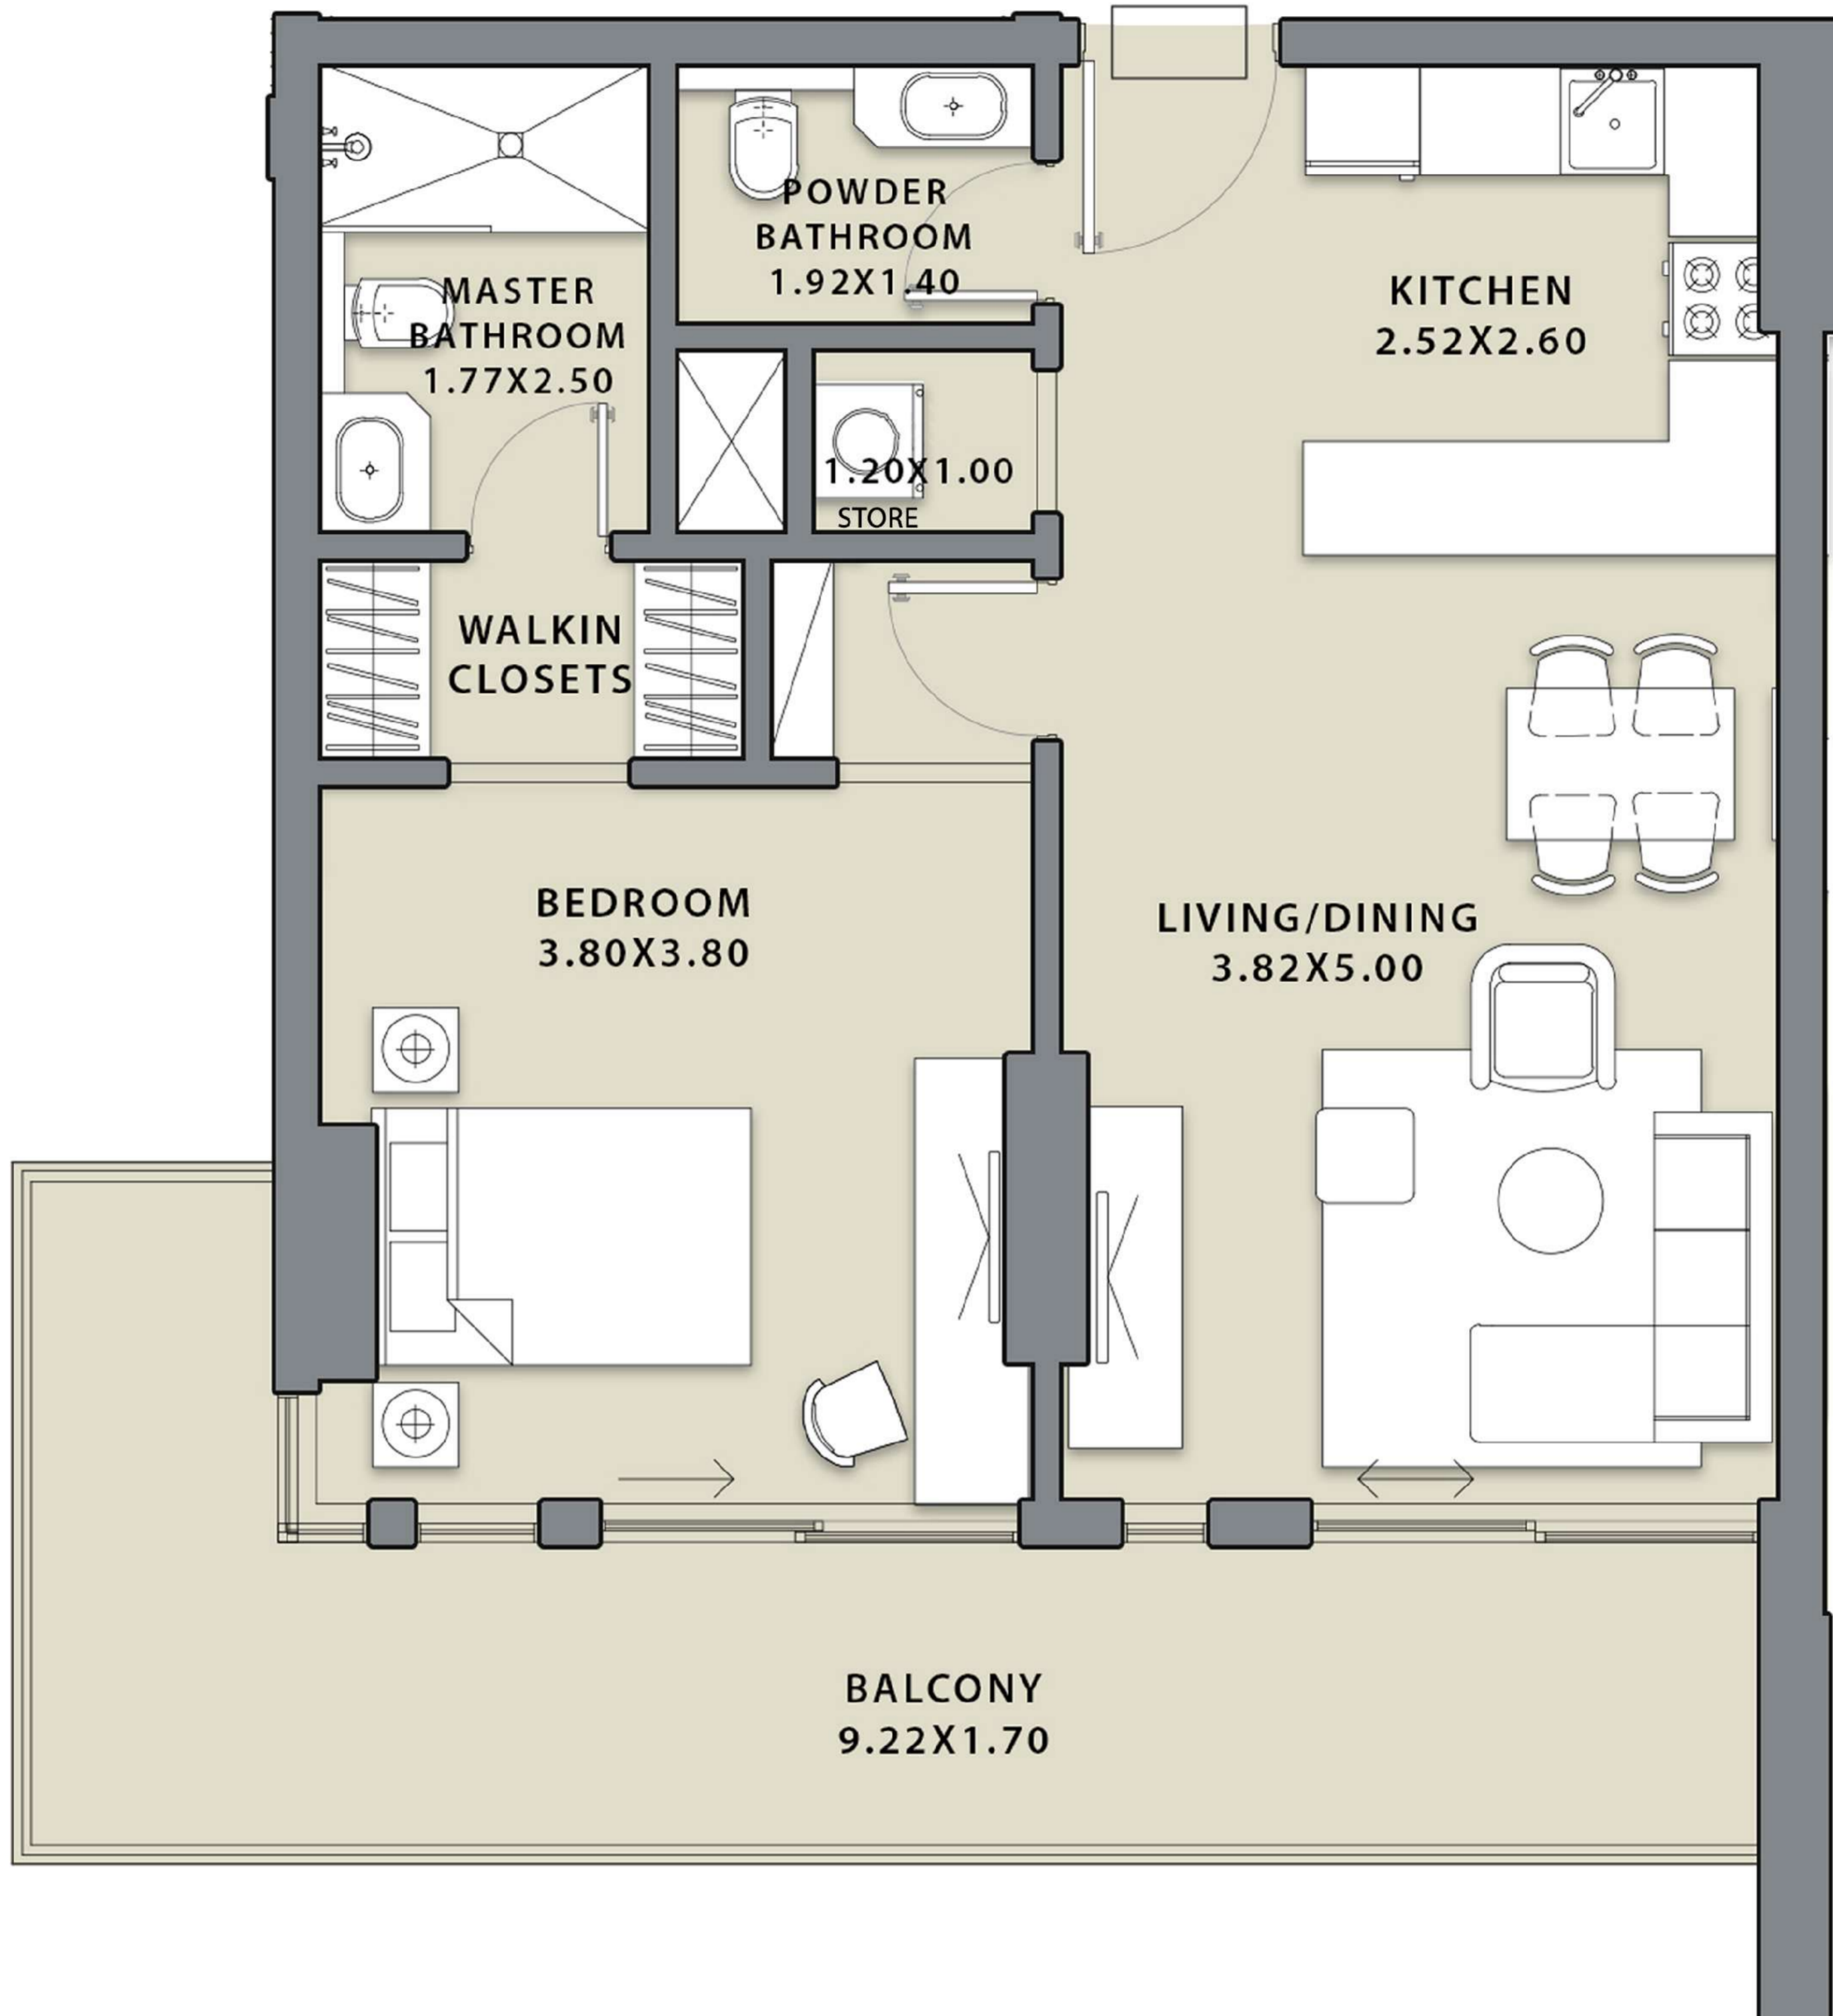 POWDER
BATHROOM
1.92X1.40
MASTER
BATHROOM
1.77X2.50
KITCHEN
2.52X2.60
1.20X1.00
STORE
WALKIN
CLOSETS
BEDROOM
3.80X3.80
LIVING/DINING
3.82X5.00
BALCONY
9.22X1.70